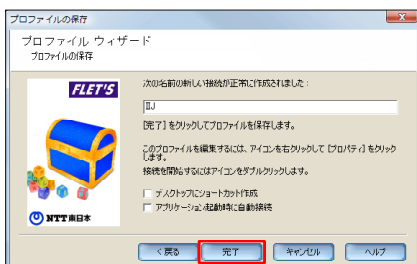 プロファイルの保存
プロファイル ウィザード
プロファイルの保存
FLET'S
次の名前の新しい接続が正常に作成されました：
IIJ
[完了] をクリックしてプロファイルを保存します。
このプロファイルを編集するには、アイコンを右クリックして [プロパティ] をクリック
します。
接続を開始するにはアイコンをダブルクリックします。
デスクトップにショートカット作成
アプリケーション起動時に自動接続
NTT東日本
< 戻る
完了
キャンセル
ヘルプ